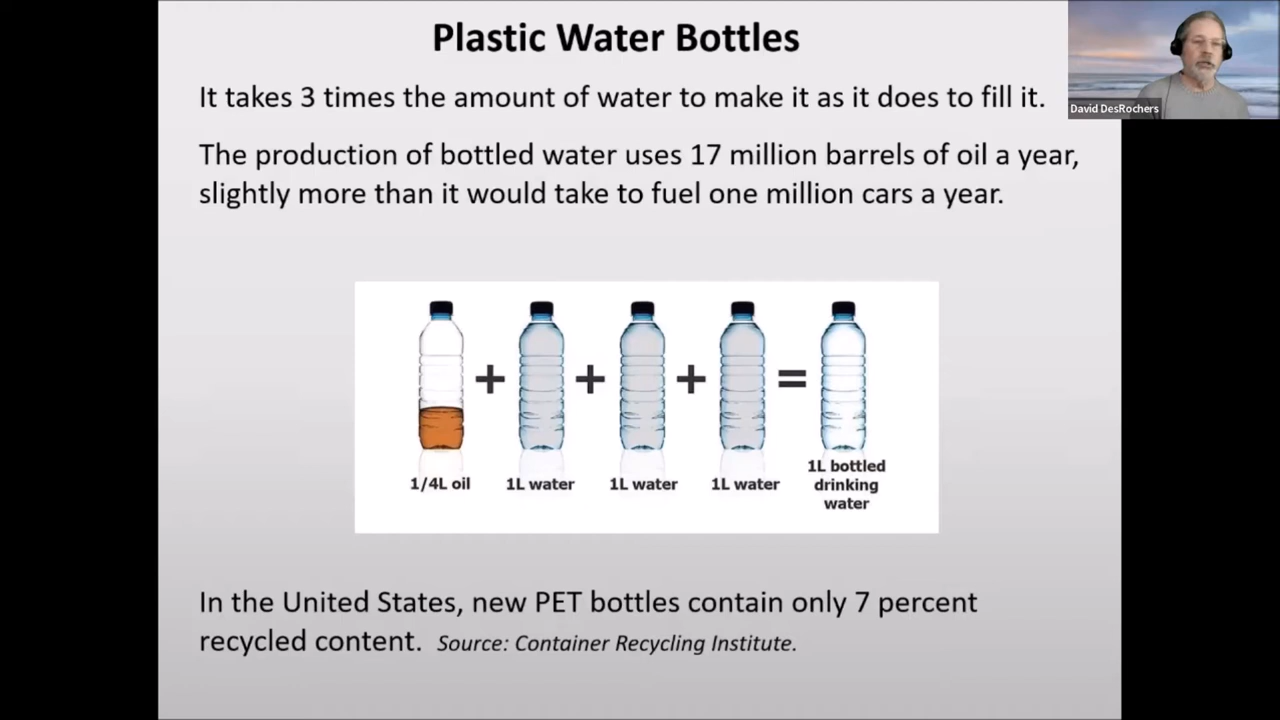 Plastic Water Bottles
David DesRochers
It takes 3 times the amount of water to make it as it does to fill it.
The production of bottled water uses 17 million barrels of oil a year,
slightly more than it would take to fuel one million cars a year.
+ + + =
1/4L oil 1L water 1L water 1L water 1L bottled
drinking
water
In the United States, new PET bottles contain only 7 percent
recycled content. Source: Container Recycling Institute.